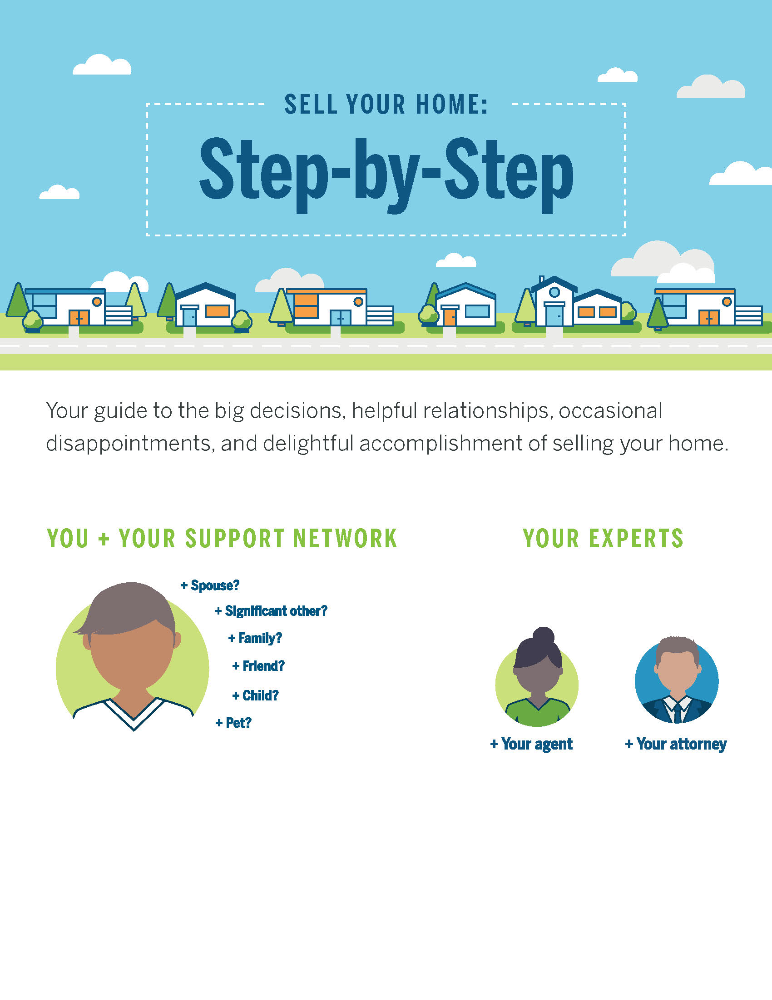 SELL YOUR HOME:
Step-by-Step
Your guide to the big decisions, helpful relationships, occasional
disappointments, and delightful accomplishment of selling your home.
YOU + YOUR SUPPORT NETWORK
+ Spouse?
+ Significant other?
+ Family?
+ Friend?
+ Child?
+ Pet?
YOUR EXPERTS
+ Your agent
+ Your attorney